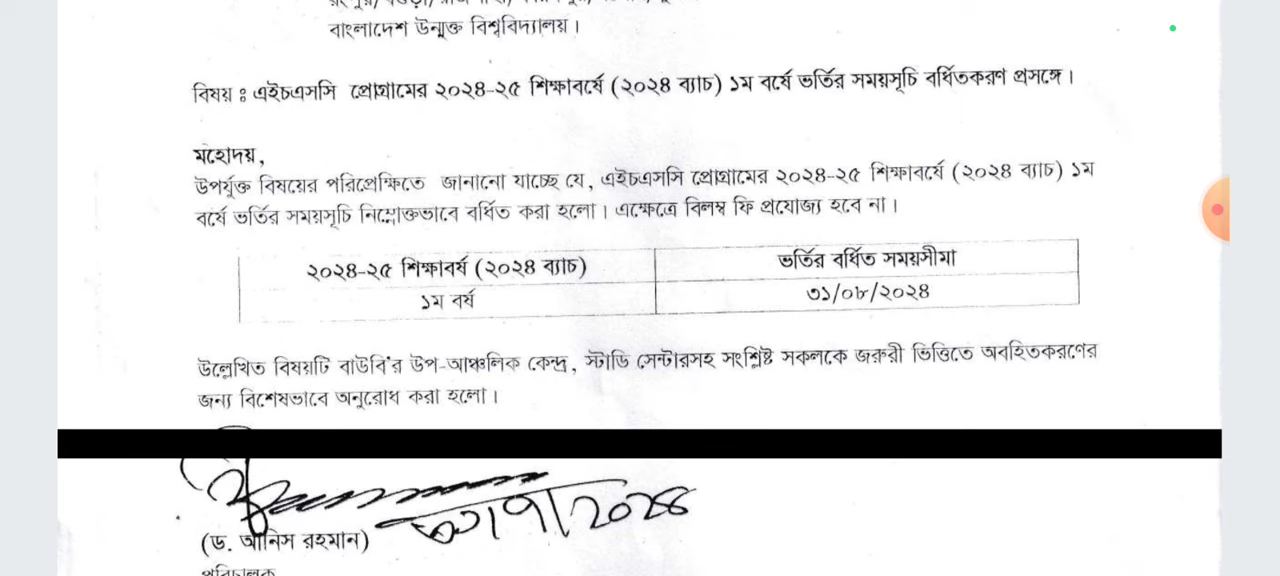 বাংলাদেশ উন্মুক্ত বিশ্ববিদ্যালয়।
বিষয় : এইচএসসি প্রোগ্রামের ২০২৪-২৫ শিক্ষাবর্ষে (২০২৪ ব্যাচ) ১ম বর্ষে ভর্তির সময়সূচি বর্ধিতকরণ প্রসঙ্গে।
মহোদয়,
উপর্যুক্ত বিষয়ের পরিপ্রেক্ষিতে জানানো যাচ্ছে যে, এইচএসসি প্রোগ্রামের ২০২৪-২৫ শিক্ষাবর্ষে (২০২৪ ব্যাচ) ১ম
বর্ষে ভর্তির সময়সূচি নিম্নোক্তভাবে বর্ধিত করা হলো। এক্ষেত্রে বিলম্ব ফি প্রযোজ্য হবে না।
২০২৪-২৫ শিক্ষাবর্ষ (২০২৪ ব্যাচ) ভর্তির বর্ধিত সময়সীমা
১ম বর্ষ ৩১/০৮/২০২৪
উল্লেখিত বিষয়টি বাউবি'র উপ-আঞ্চলিক কেন্দ্র, স্টাডি সেন্টারসহ সংশ্লিষ্ট সকলকে জরুরী ভিত্তিতে অবহিতকরণের
জন্য বিশেষভাবে অনুরোধ করা হলো।
(ড. আনিস রহমান)
পরিচালক